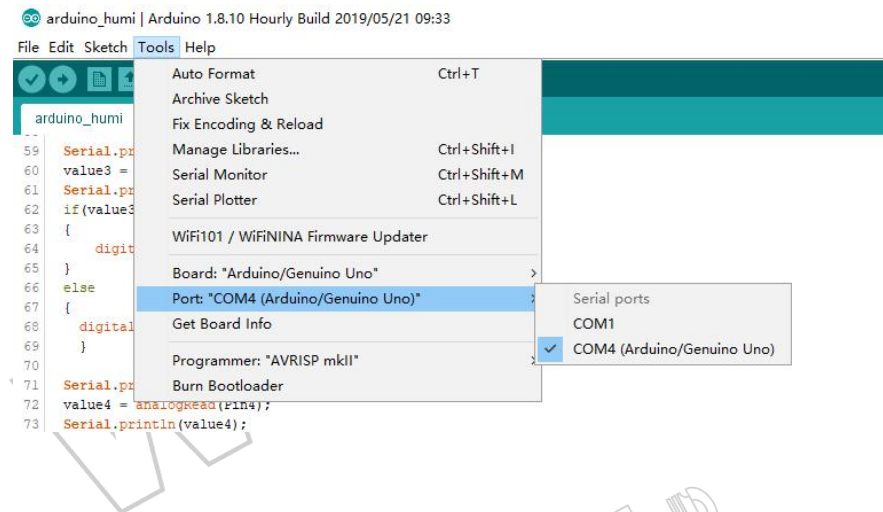 arduino_humi | Arduino 1.8.10 Hourly Build 2019/05/21 09:33
File Edit Sketch Tools Help
arduino_humi
Auto Format Ctrl+T
Archive Sketch
Fix Encoding & Reload
Manage Libraries... Ctrl+Shift+I
Serial Monitor Ctrl+Shift+M
Serial Plotter Ctrl+Shift+L
WiFi101 / WiFiNINA Firmware Updater
Board: "Arduino/Genuino Uno"
Port: "COM4 (Arduino/Genuino Uno)"
Get Board Info
Programmer: "AVRISP mkII"
Burn Bootloader
Serial ports
COM1
COM4 (Arduino/Genuino Uno)
59 Serial.pr
60 value3 =
61 Serial.pr
62 if(value3
63 {
64 digit
65 }
66 else
67 {
68 digital
69 }
70
71 Serial.pr
72 value4 = analogRead(Pin4);
73 Serial.println(value4);